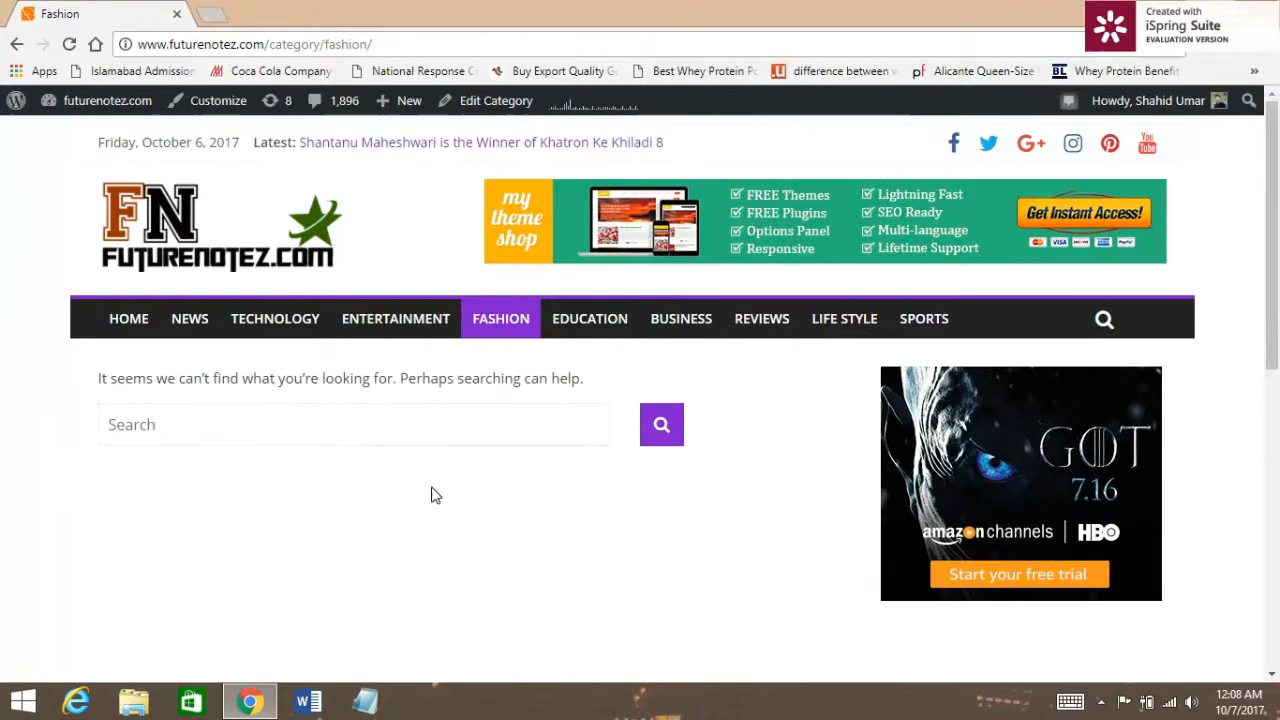 Fashion
Created with
iSpring Suite
EVALUATION VERSION
www.futurenotez.com/category/fashion/
Apps Islamabad Admission Coca Cola Company National Response C Buy Export Quality G Best Whey Protein Po difference between w Alicante Queen-Size Whey Protein Benefit »
futurenotez.com Customize 8 1,896 New Edit Category Howdy, Shahid Umar
Friday, October 6, 2017 Latest: Shantanu Maheshwari is the Winner of Khatron Ke Khiladi 8
You Tube
FN
FUTURENOTEZ.COM
my theme shop
FREE Themes Lightning Fast
FREE Plugins SEO Ready
Options Panel Multi-language
Responsive Lifetime Support
Get Instant Access!
HOME NEWS TECHNOLOGY ENTERTAINMENT FASHION EDUCATION BUSINESS REVIEWS LIFE STYLE SPORTS
It seems we can't find what you're looking for. Perhaps searching can help.
Search
GOT
7.16
amazon channels | HBO
Start your free trial
12:08 AM
10/7/2017